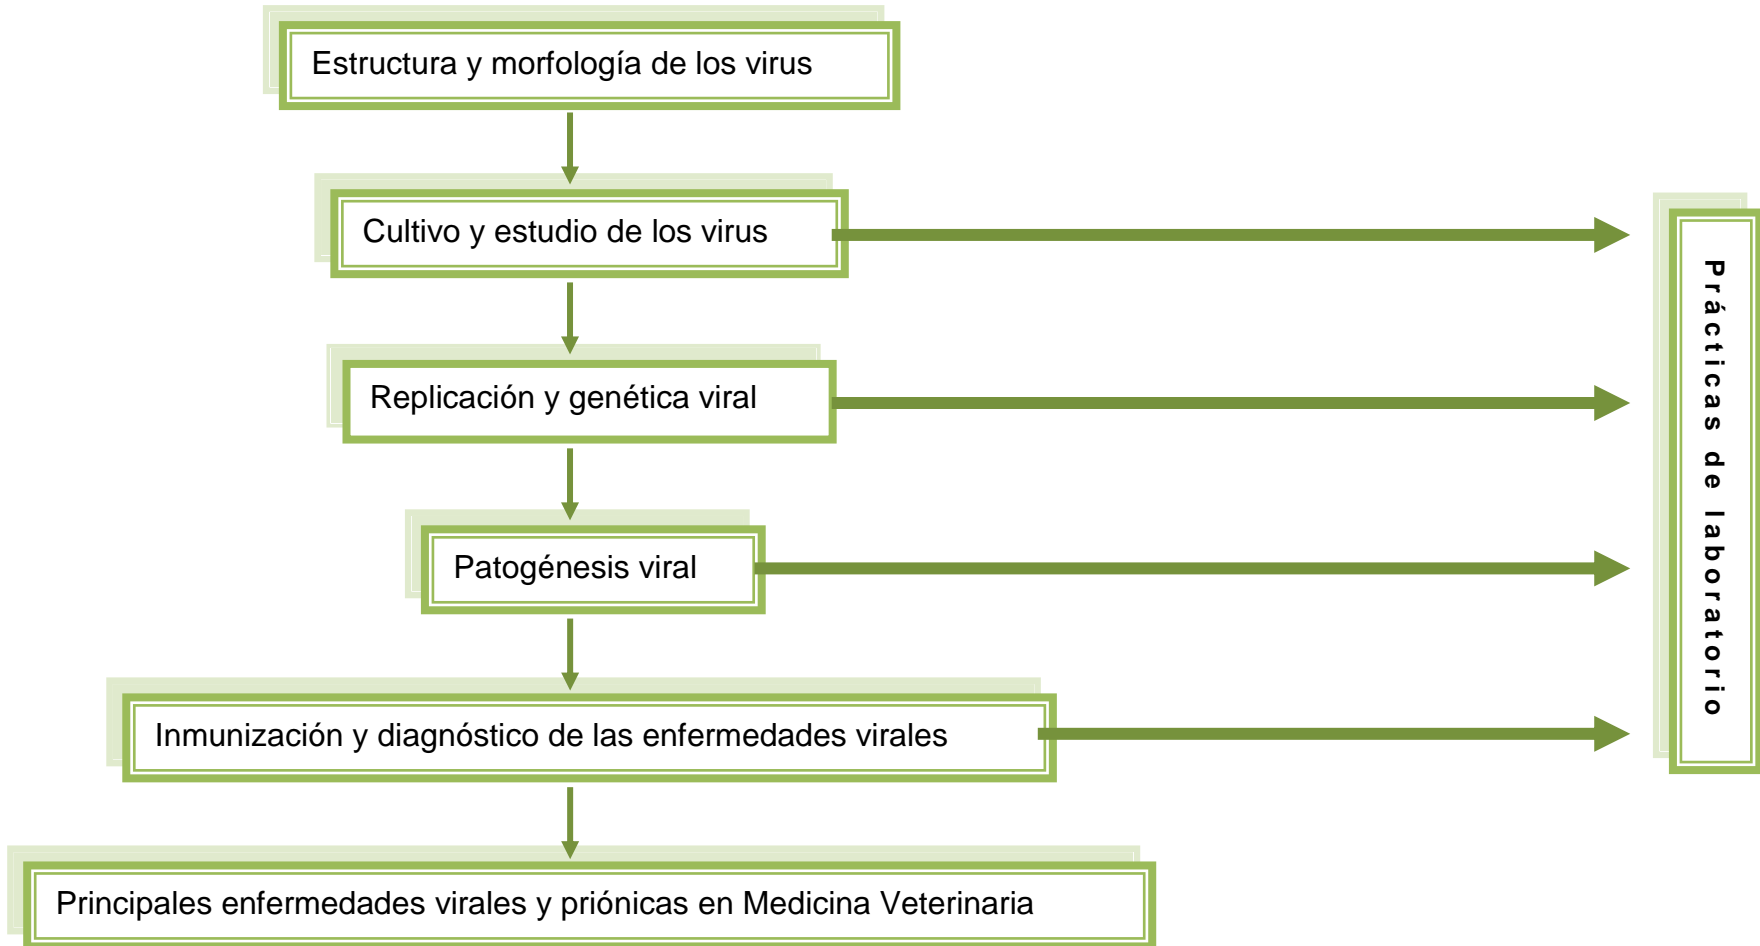 Estructura y morfología de los virus
Cultivo y estudio de los virus
Replicación y genética viral
Patogénesis viral
Inmunización y diagnóstico de las enfermedades virales
Principales enfermedades virales y priónicas en Medicina Veterinaria
Prácticas de laboratorio